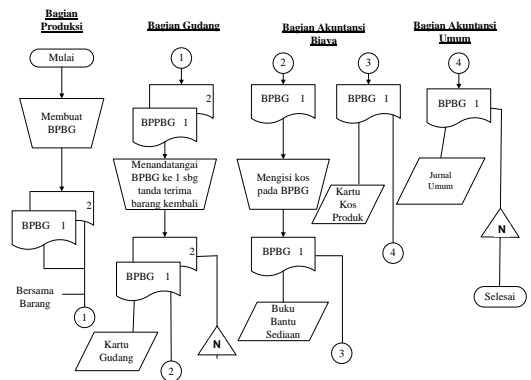 Bagian
Produksi
Mulai
Membuat
BPBG
2
BPBG 1
Bersama
Barang
1
Bagian Gudang
1
2
BPPBG 1
Menandatangai
BPBG ke 1 sbg
tanda terima
barang kembali
2
BPBG 1
Kartu
Gudang
2
N
Bagian Akuntansi
Biaya
2
BPBG 1
Mengisi kos
pada BPBG
BPBG 1
Buku
Bantu
Sediaan
3
3
BPBG 1
Kartu
Kos
Produk
4
Bagian Akuntansi
Umum
4
BPBG 1
Jurnal
Umum
N
Selesai